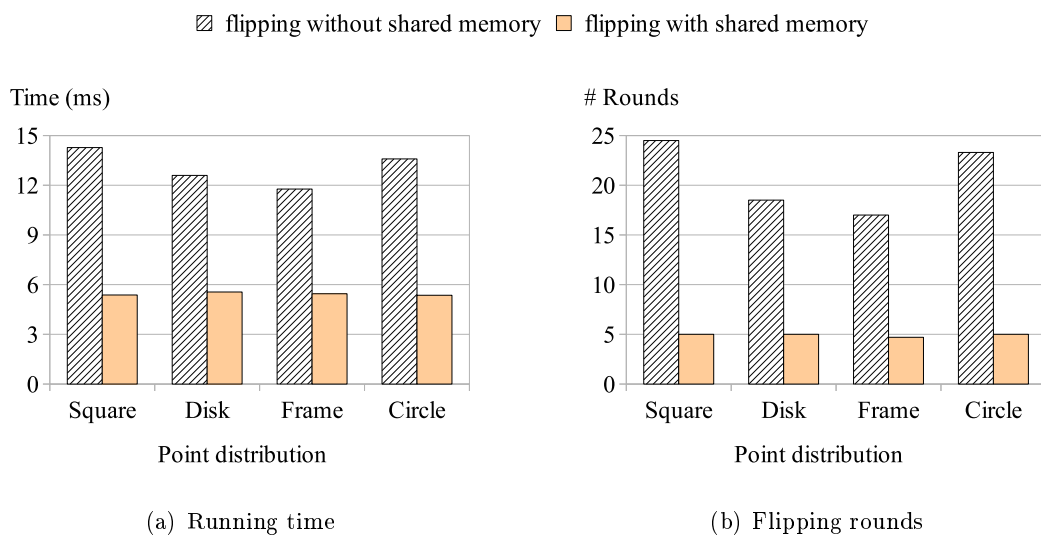 flipping without shared memory flipping with shared memory
Time (ms)
15
12
9
6
3
0
Square Disk Frame Circle
Point distribution
(a) Running time
# Rounds
25
20
15
10
5
0
Square Disk Frame Circle
Point distribution
(b) Flipping rounds